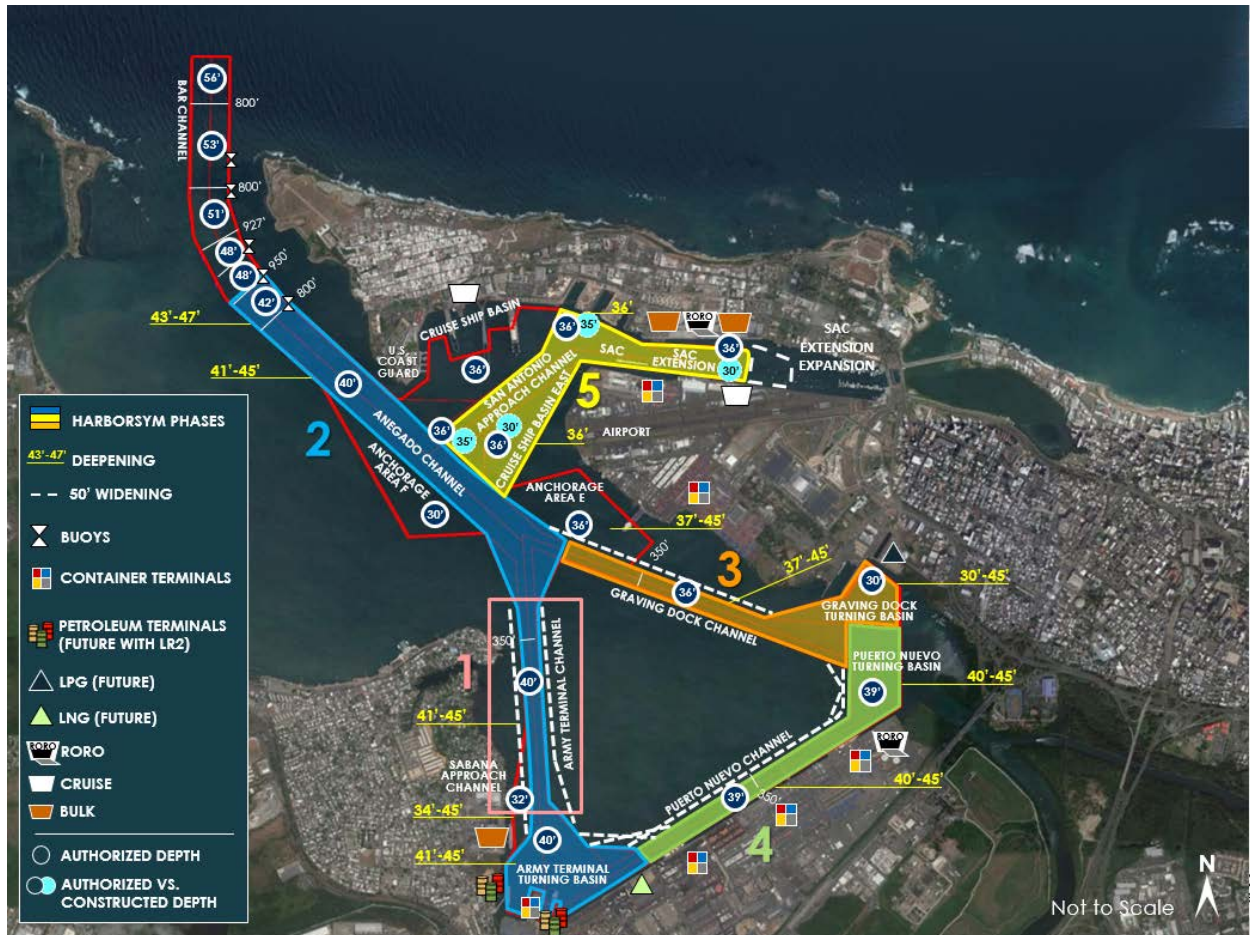 56'
800'
BAR CHANNEL
53'
800'
51'
927'
48'
950'
48'
800'
42'
43'-47'
41'-45'
2
40'
ANEGADO CHANNEL
ANCHORAGE
AREA F
30'
U.S.
COAST
GUARD
CRUISE SHIP BASIN
36'
36'
35'
36'
RORO
36'
30'
SAC
SAC
EXTENSION
SAC
EXTENSION
EXPANSION
SAN ANTONIO
APPROACH CHANNEL
CRUISE SHIP BASIN EAST
5
36'
35'
30'
36'
36'
AIRPORT
ANCHORAGE
AREA E
36'
37'-45'
350'
3
37'-45'
36'
GRAVING DOCK CHANNEL
30'
30'-45'
GRAVING DOCK
TURNING BASIN
PUERTO NUEVO
TURNING BASIN
39'
40'-45'
RORO
PUERTO NUEVO CHANNEL
39'
350'
40'-45'
4
1
350'
40'
ARMY TERMINAL CHANNEL
41'-45'
SABANA
APPROACH
CHANNEL
32'
34'-45'
40'
41'-45'
ARMY TERMINAL
TURNING BASIN
HARBORSYM PHASES
43'-47' DEEPENING
50' WIDENING
BUOYS
CONTAINER TERMINALS
PETROLEUM TERMINALS
(FUTURE WITH LR2)
LPG (FUTURE)
LNG (FUTURE)
RORO RORO
CRUISE
BULK
AUTHORIZED DEPTH
AUTHORIZED VS.
CONSTRUCTED DEPTH
N
Not to Scale